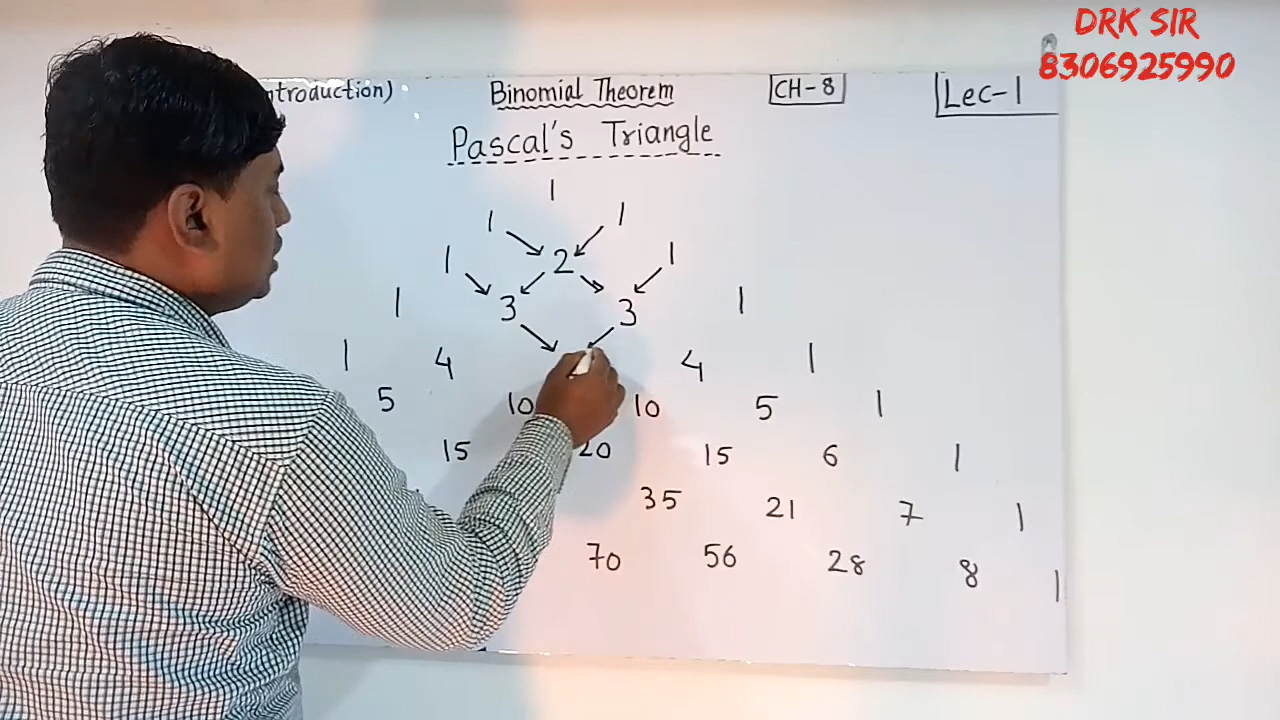 DRK SIR
8306925990
ntroduction) Binomial Theorem CH-8 Lec-1
Pascal's Triangle
1
1 1
1 2 1
1 3 3 1
1 4 4 1
5 10 10 5 1
15 20 15 6 1
35 21 7 1
70 56 28 8 1